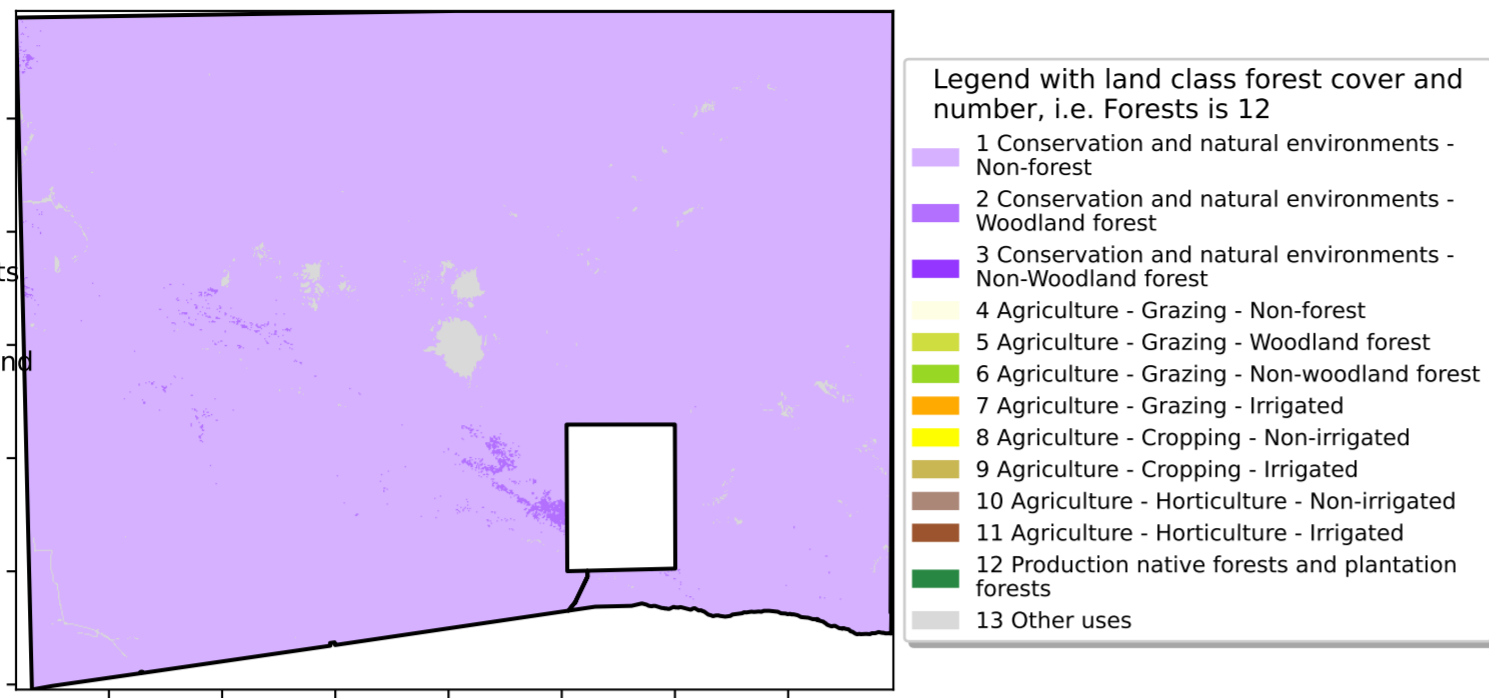 ts
nd
Legend with land class forest cover and
number, i.e. Forests is 12
1 Conservation and natural environments -
Non-forest
2 Conservation and natural environments -
Woodland forest
3 Conservation and natural environments -
Non-Woodland forest
4 Agriculture - Grazing - Non-forest
5 Agriculture - Grazing - Woodland forest
6 Agriculture - Grazing - Non-woodland forest
7 Agriculture - Grazing - Irrigated
8 Agriculture - Cropping - Non-irrigated
9 Agriculture - Cropping - Irrigated
10 Agriculture - Horticulture - Non-irrigated
11 Agriculture - Horticulture - Irrigated
12 Production native forests and plantation
forests
13 Other uses